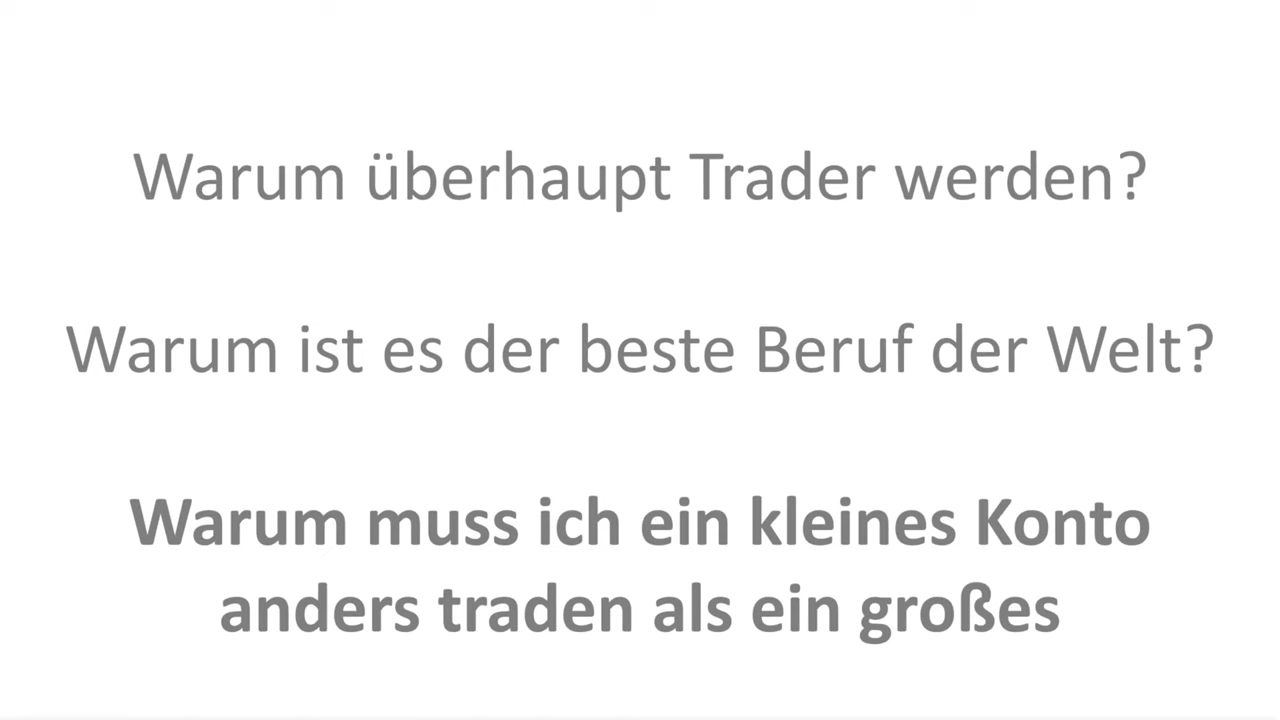 Warum überhaupt Trader werden?
Warum ist es der beste Beruf der Welt?
Warum muss ich ein kleines Konto
anders traden als ein großes